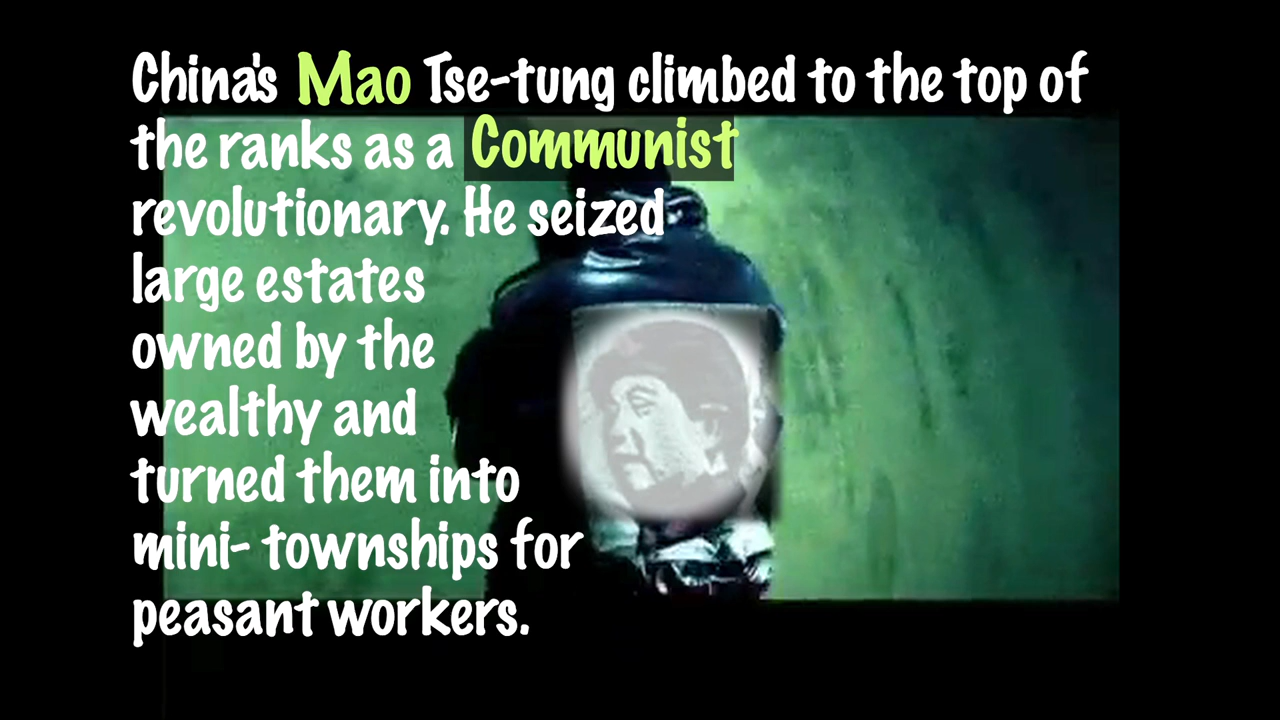 China's Mao Tse-tung climbed to the top of
the ranks as a Communist
revolutionary. He seized
large estates
owned by the
wealthy and
turned them into
mini- townships for
peasant workers.